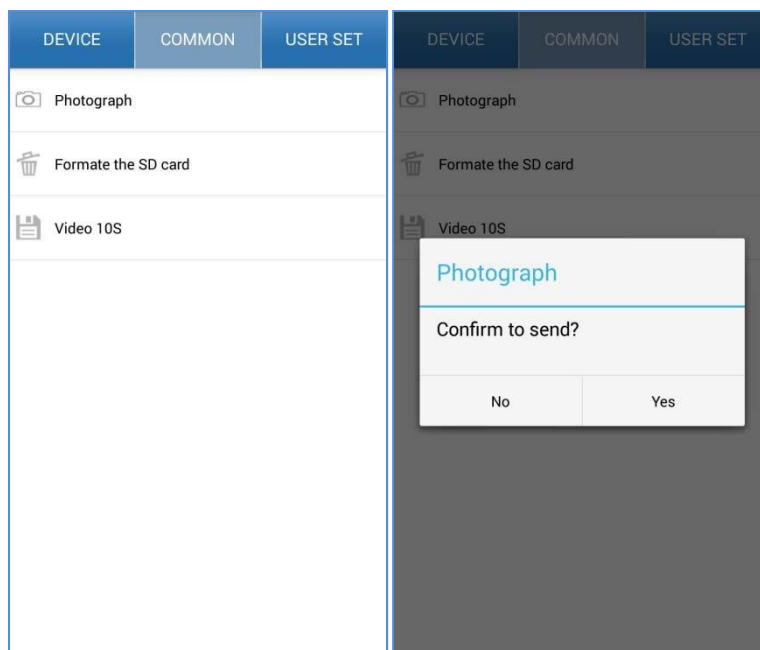 DEVICE COMMON USER SET
Photograph
Formate the SD card
Video 10S
DEVICE COMMON USER SET
Photograph
Formate the SD card
Video 10S
Photograph
Confirm to send?
No Yes